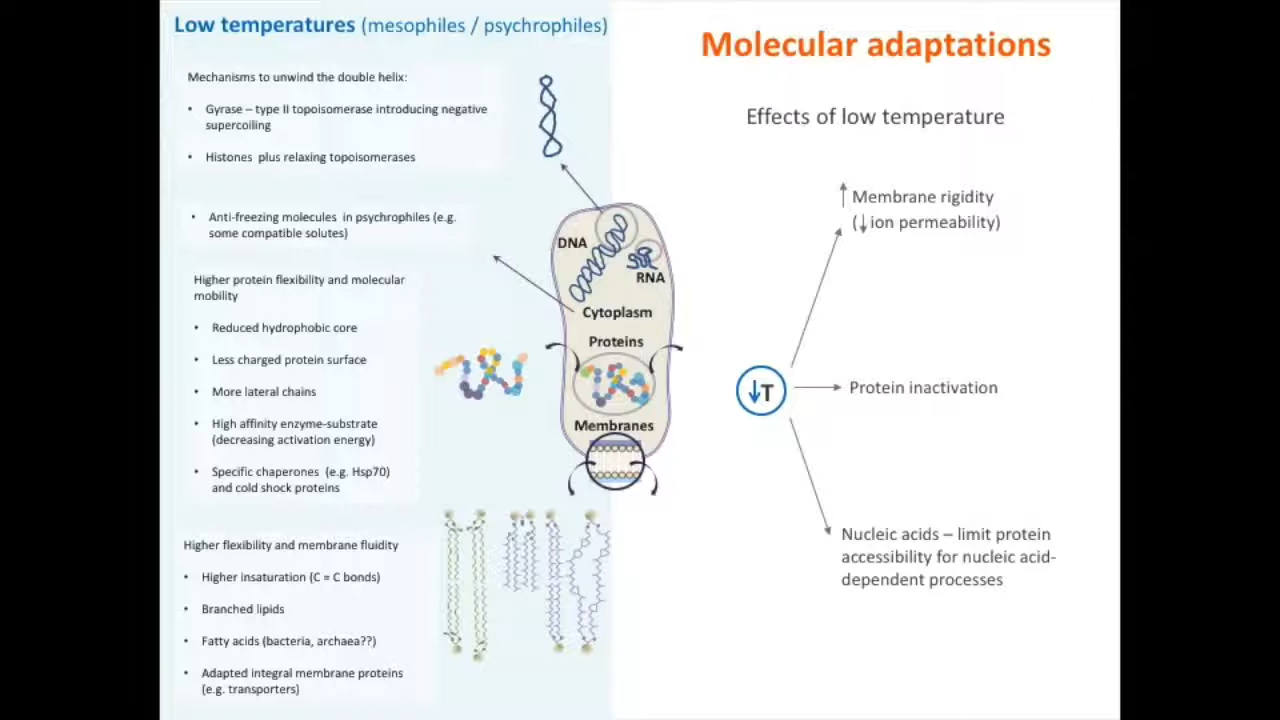 Low temperatures (mesophiles / psychrophiles)
Mechanisms to unwind the double helix:
• Gyrase – type II topoisomerase introducing negative
supercoiling
• Histones plus relaxing topoisomerases
• Anti-freezing molecules in psychrophiles (e.g.
some compatible solutes)
Higher protein flexibility and molecular
mobility
• Reduced hydrophobic core
• Less charged protein surface
• More lateral chains
• High affinity enzyme-substrate
(decreasing activation energy)
• Specific chaperones (e.g. Hsp70)
and cold shock proteins
Higher flexibility and membrane fluidity
• Higher insaturation (C = C bonds)
• Branched lipids
• Fatty acids (bacteria, archaea??)
• Adapted integral membrane proteins
(e.g. transporters)
DNA
RNA
Cytoplasm
Proteins
Membranes
Molecular adaptations
Effects of low temperature
↑ Membrane rigidity
(↓ion permeability)
↓T
Protein inactivation
Nucleic acids – limit protein
accessibility for nucleic acid-
dependent processes